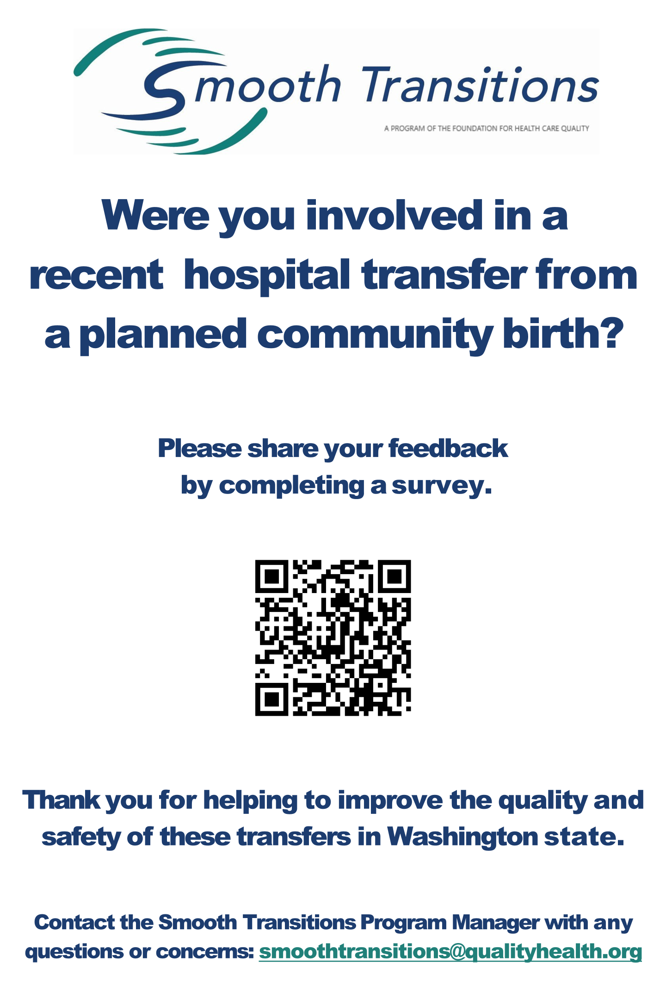 Smooth Transitions
A PROGRAM OF THE FOUNDATION FOR HEALTH CARE QUALITY
Were you involved in a
recent hospital transfer from
a planned community birth?
Please share your feedback
by completing a survey.
Thank you for helping to improve the quality and
safety of these transfers in Washington state.
Contact the Smooth Transitions Program Manager with any
questions or concerns: smoothtransitions@qualityhealth.org